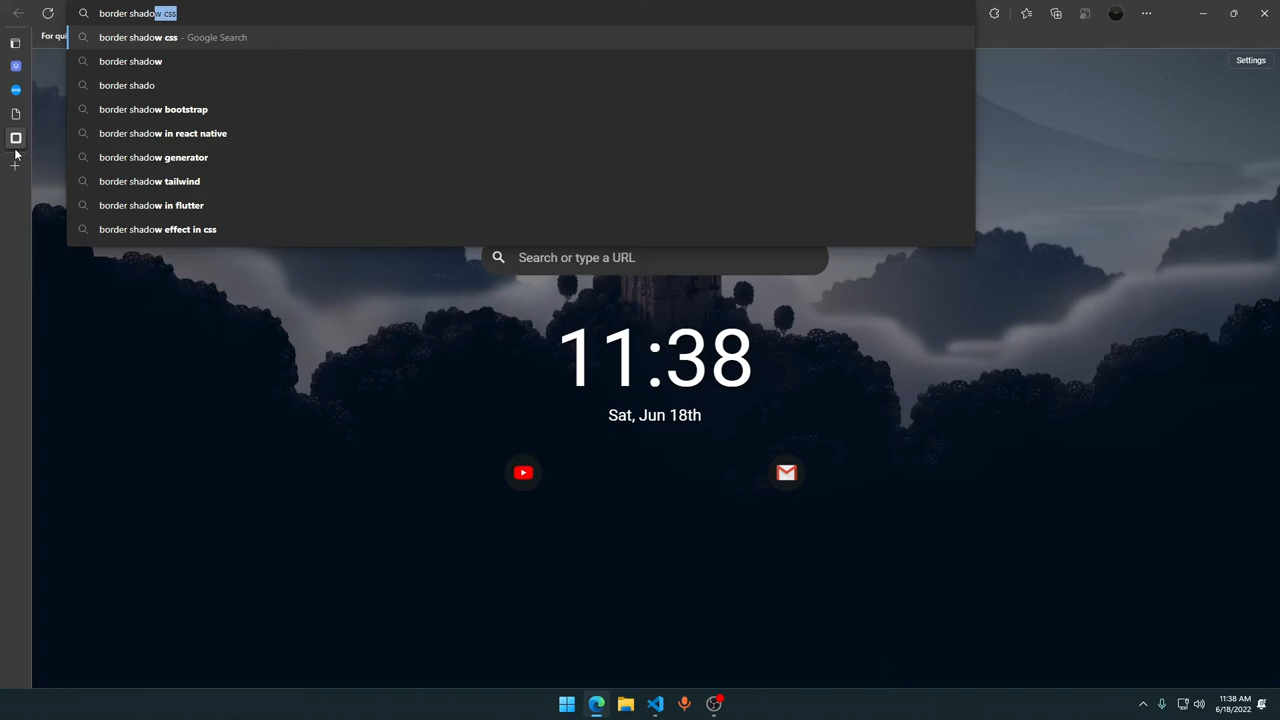 border shadow css
For qui
border shadow css - Google Search
border shadow
Settings
border shado
border shadow bootstrap
border shadow in react native
border shadow generator
border shadow tailwind
border shadow in flutter
border shadow effect in css
Search or type a URL
11:38
Sat, Jun 18th
11:38 AM
6/18/2022